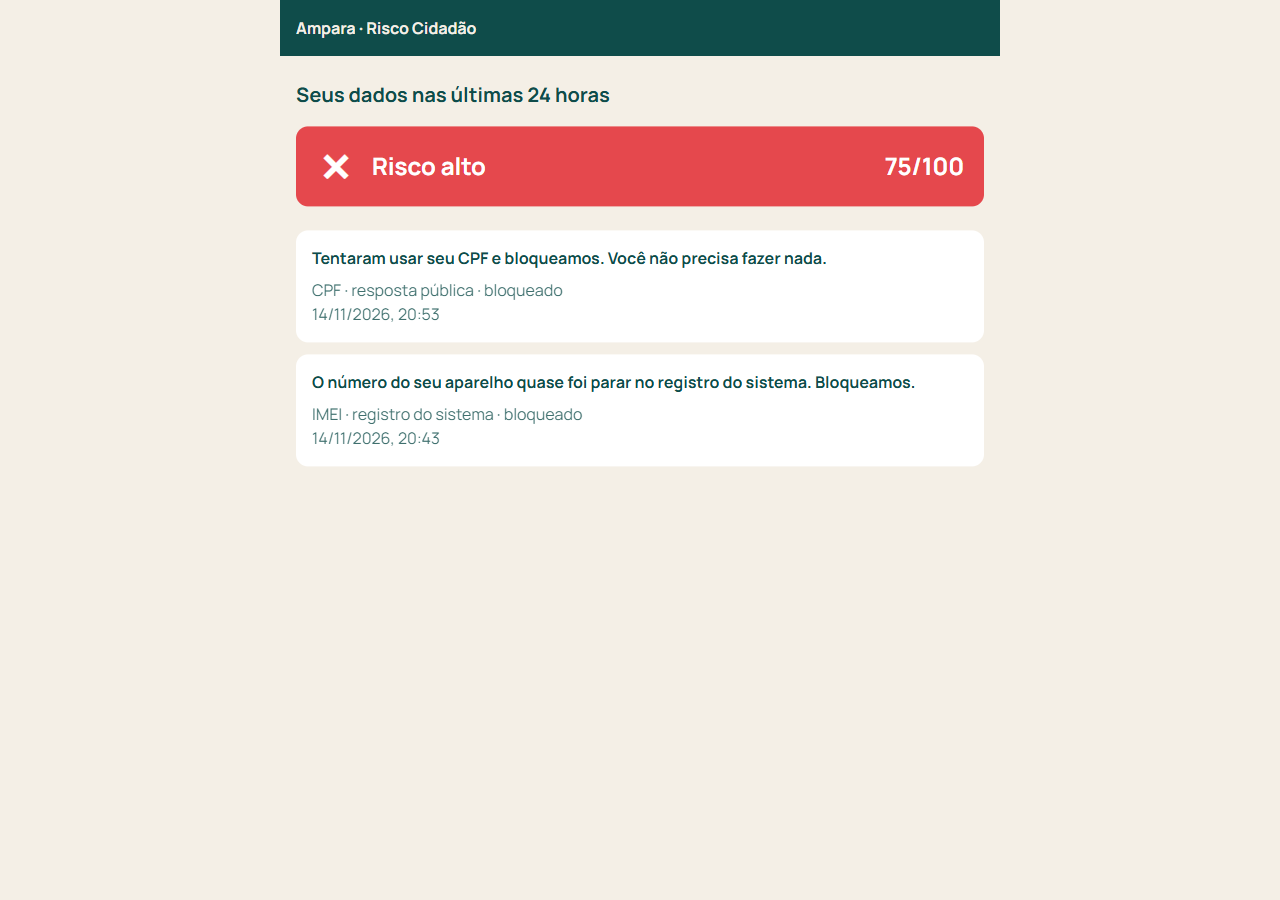 Ampara · Risco Cidadão
Seus dados nas últimas 24 horas
Risco alto 75/100
Tentaram usar seu CPF e bloqueamos. Você não precisa fazer nada.
CPF · resposta pública · bloqueado
14/11/2026, 20:53
O número do seu aparelho quase foi parar no registro do sistema. Bloqueamos.
IMEI · registro do sistema · bloqueado
14/11/2026, 20:43